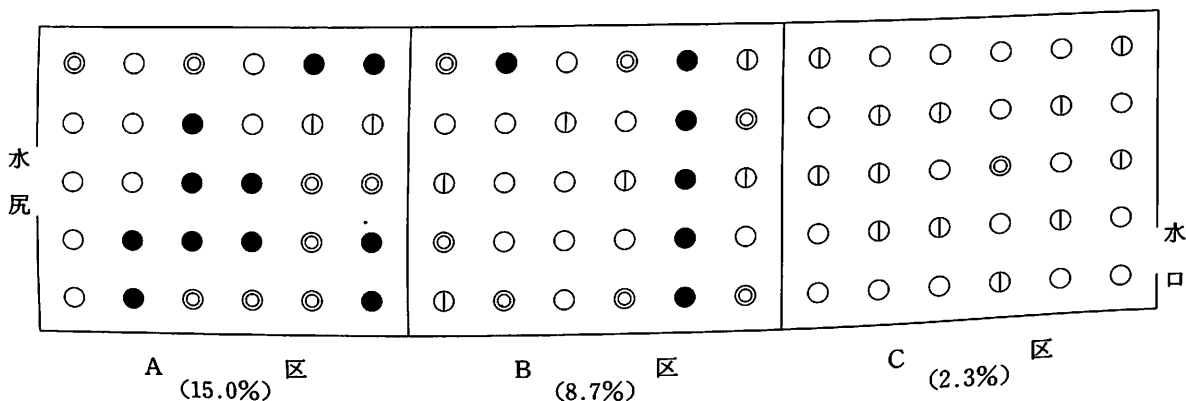 水尻
水口
A 区
(15.0%)
B 区
(8.7%)
C 区
(2.3%)